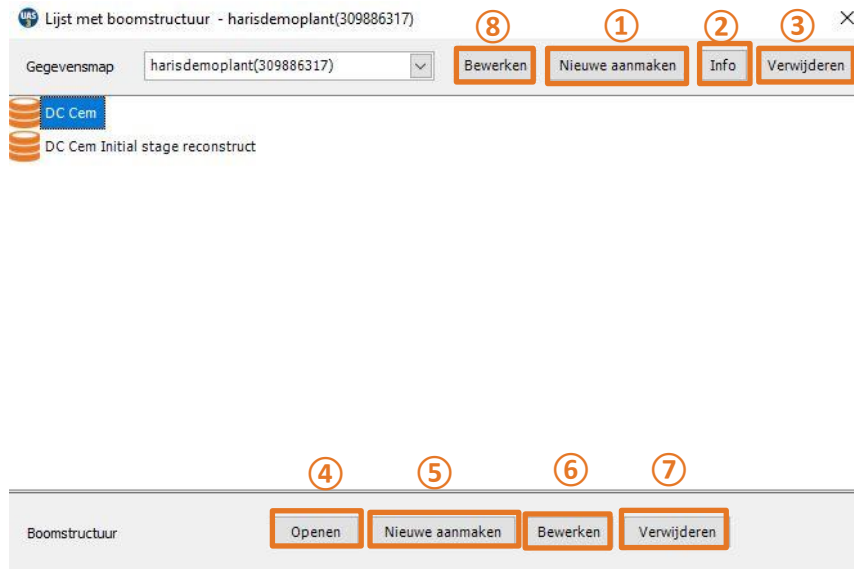 UAS Lijst met boomstructuur - harisdemoplant(309886317)
⑧ ① ② ③
Gegevensmap harisdemoplant(309886317) Bewerken Nieuwe aanmaken Info Verwijderen
DC Cem
DC Cem Initial stage reconstruct
④ ⑤ ⑥ ⑦
Boomstructuur Openen Nieuwe aanmaken Bewerken Verwijderen